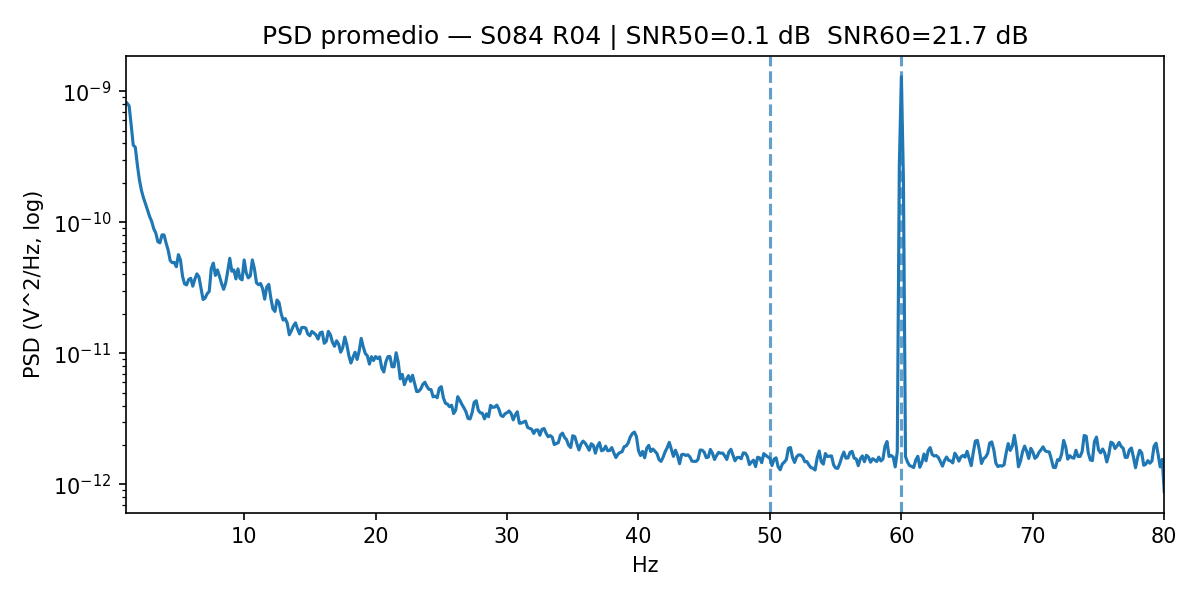 PSD promedio — S084 R04 | SNR50=0.1 dB  SNR60=21.7 dB
PSD (V^2/Hz, log)
10⁻⁹
10⁻¹⁰
10⁻¹¹
10⁻¹²
10 20 30 40 50 60 70 80
Hz